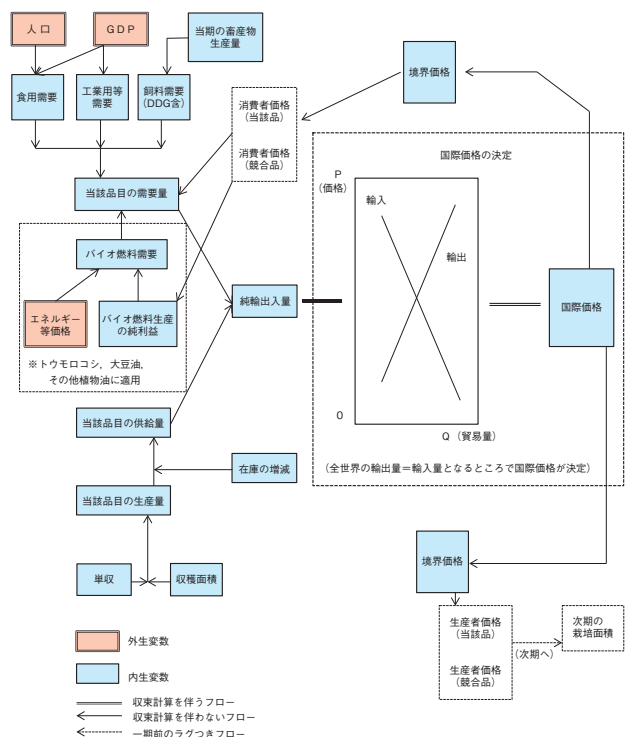 人口
GDP
当期の畜産物
生産量
食用需要
工業用等
需要
飼料需要
(DDG含)
消費者価格
(当該品)
消費者価格
(競合品)
境界価格
国際価格の決定
P
(価格)
輸入
輸出
0
Q(貿易量)
(全世界の輸出量=輸入量となるところで国際価格が決定)
国際価格
当該品目の需要量
バイオ燃料需要
エネルギー
等価格
バイオ燃料生産
の純利益
※トウモロコシ,大豆油,
その他植物油に適用
純輸出入量
当該品目の供給量
在庫の増減
当該品目の生産量
単収
収穫面積
境界価格
生産者価格
(当該品)
生産者価格
(競合品)
(次期へ)
次期の
栽培面積
外生変数
内生変数
収束計算を伴うフロー
収束計算を伴わないフロー
一期前のラグつきフロー